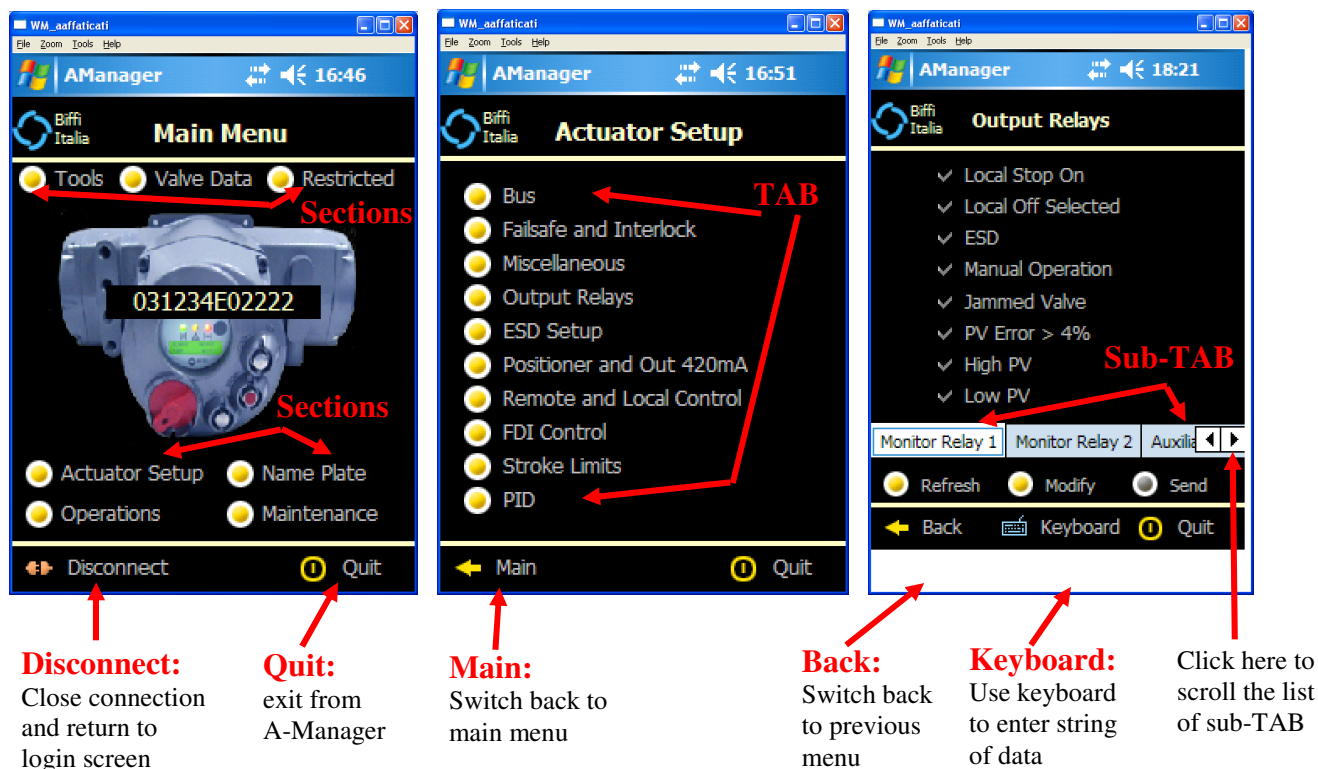 WM_aaffaticati
File Zoom Tools Help
AManager 16:46
Biffi
Italia
Main Menu
Tools Valve Data Restricted
Sections
031234E02222
Sections
Actuator Setup Name Plate
Operations Maintenance
Disconnect Quit
Disconnect:
Close connection
and return to
login screen
Quit:
exit from
A-Manager
WM_aaffaticati
File Zoom Tools Help
AManager 16:51
Biffi
Italia
Actuator Setup
TAB
Bus
Failsafe and Interlock
Miscellaneous
Output Relays
ESD Setup
Positioner and Out 420mA
Remote and Local Control
FDI Control
Stroke Limits
PID
Main Quit
Main:
Switch back to
main menu
WM_aaffaticati
File Zoom Tools Help
AManager 18:21
Biffi
Italia
Output Relays
Local Stop On
Local Off Selected
ESD
Manual Operation
Jammed Valve
PV Error > 4%
High PV
Low PV
Sub-TAB
Monitor Relay 1 Monitor Relay 2 Auxilia
Refresh Modify Send
Back Keyboard Quit
Back:
Switch back
to previous
menu
Keyboard:
Use keyboard
to enter string
of data
Click here to
scroll the list
of sub-TAB